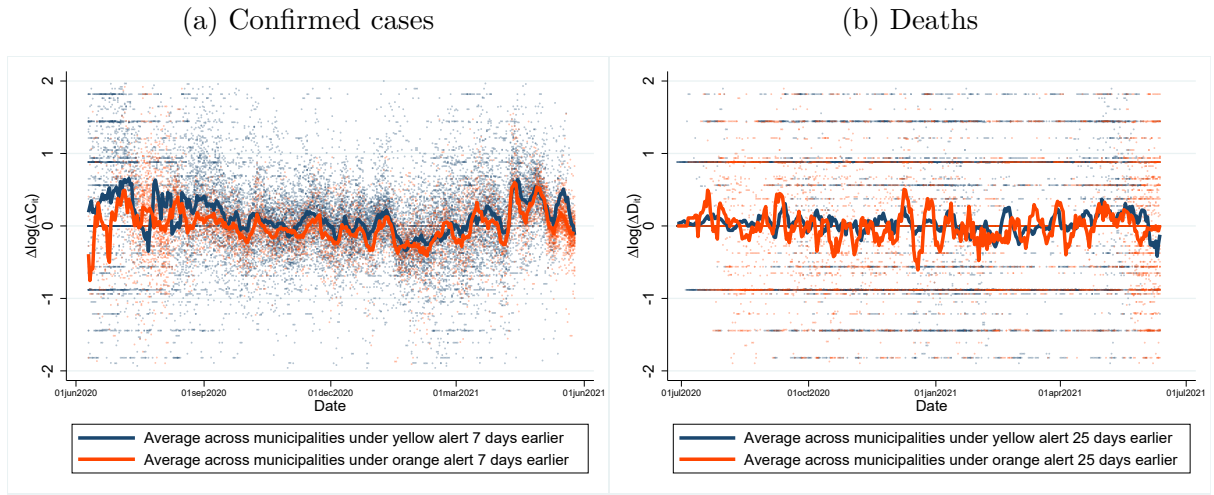 (a) Confirmed cases
(b) Deaths
Δlog(ΔCᵢₜ)
2
1
0
-1
-2
01jun2020 01sep2020 01dec2020 01mar2021 01jun2021
Date
Average across municipalities under yellow alert 7 days earlier
Average across municipalities under orange alert 7 days earlier
Δlog(ΔDᵢₜ)
2
1
0
-1
-2
01jul2020 01oct2020 01jan2021 01apr2021 01jul2021
Date
Average across municipalities under yellow alert 25 days earlier
Average across municipalities under orange alert 25 days earlier